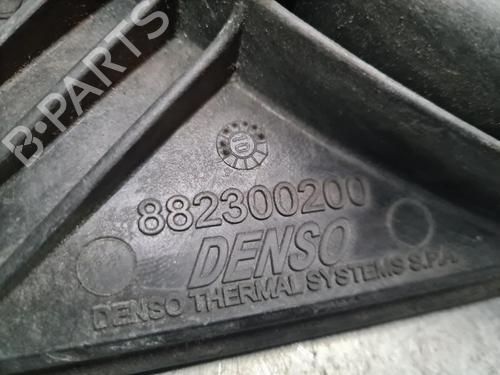 B-PARTS
882300200
DENSO
DENSO THERMAL SYSTEMS S.P.A.